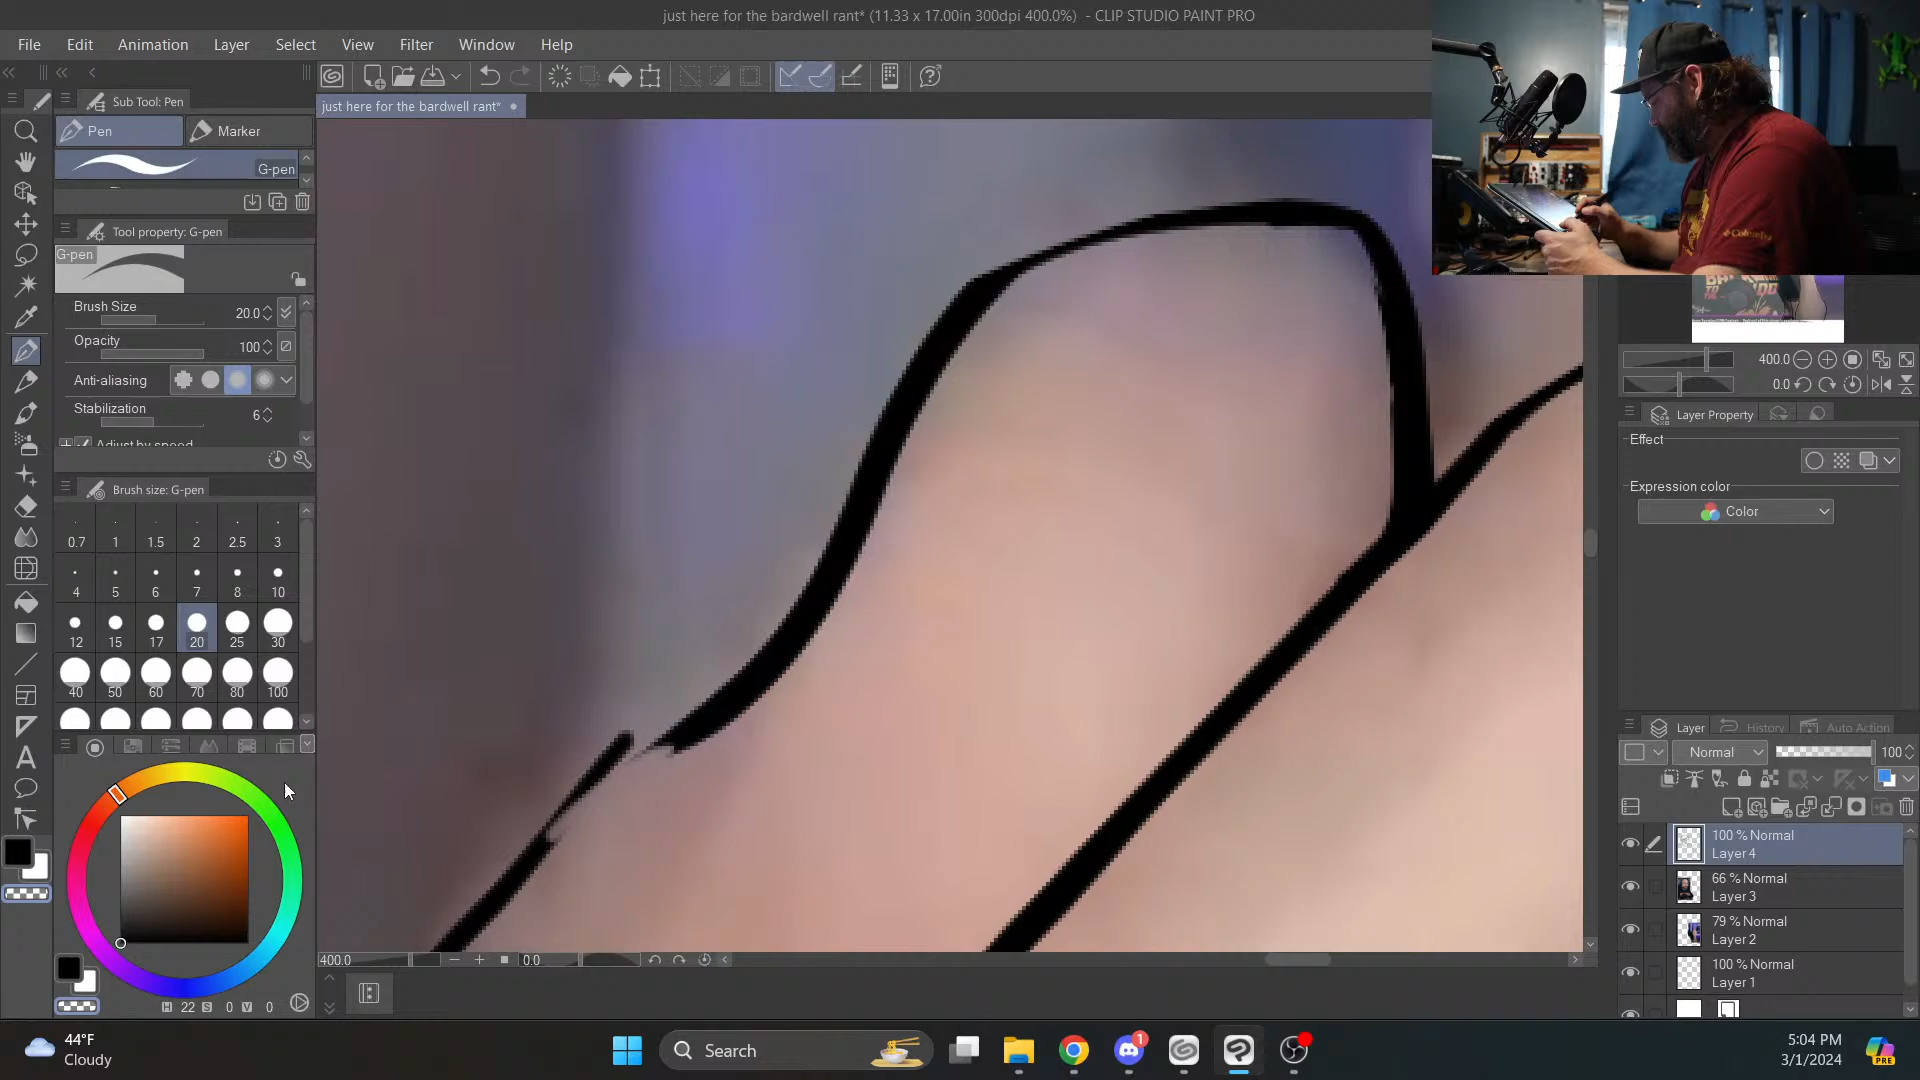 just here for the bardwell rant* (11.33 x 17.00in 300dpi 400.0%) - CLIP STUDIO PAINT PRO
File Edit Animation Layer Select View Filter Window Help
just here for the bardwell rant*
Sub Tool: Pen
Pen Marker
G-pen
Tool property: G-pen
G-pen
Brush Size 20.0
Opacity 100
Anti-aliasing
Stabilization 6
Adjust by speed
Brush size: G-pen
0.7 1 1.5 2 2.5 3
4 5 6 7 8 10
12 15 17 20 25 30
40 50 60 70 80 100
H 22 S 0 V 0
400.0 0.0
Columbia
400.0
0.0
Layer Property
Effect
Expression color
Color
Layer History Auto Action
Normal 100
100 % Normal
Layer 4
66 % Normal
Layer 3
79 % Normal
Layer 2
100 % Normal
Layer 1
44°F
Cloudy
Search
1
5:04 PM
3/1/2024
PRE